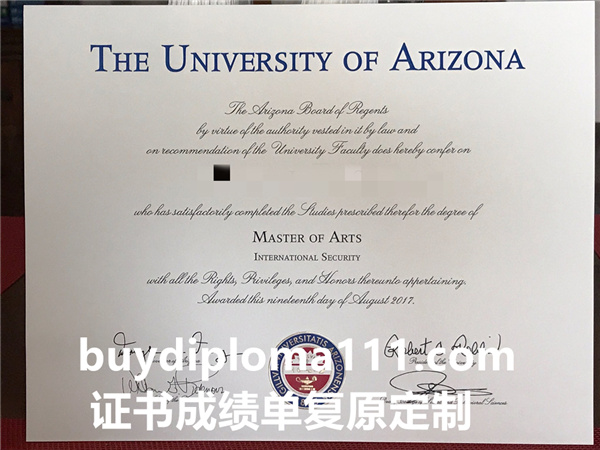 THE UNIVERSITY OF ARIZONA
The Arizona Board of Regents
by virtue of the authority vested in it by law and
on recommendation of the University Faculty does hereby confer on
who has satisfactorily completed the Studies prescribed therefor the degree of
MASTER OF ARTS
INTERNATIONAL SECURITY
with all the Rights, Privileges, and Honors thereunto appertaining.
Awarded this nineteenth day of August 2017.
buydiploma111.com
证书成绩单复原定制